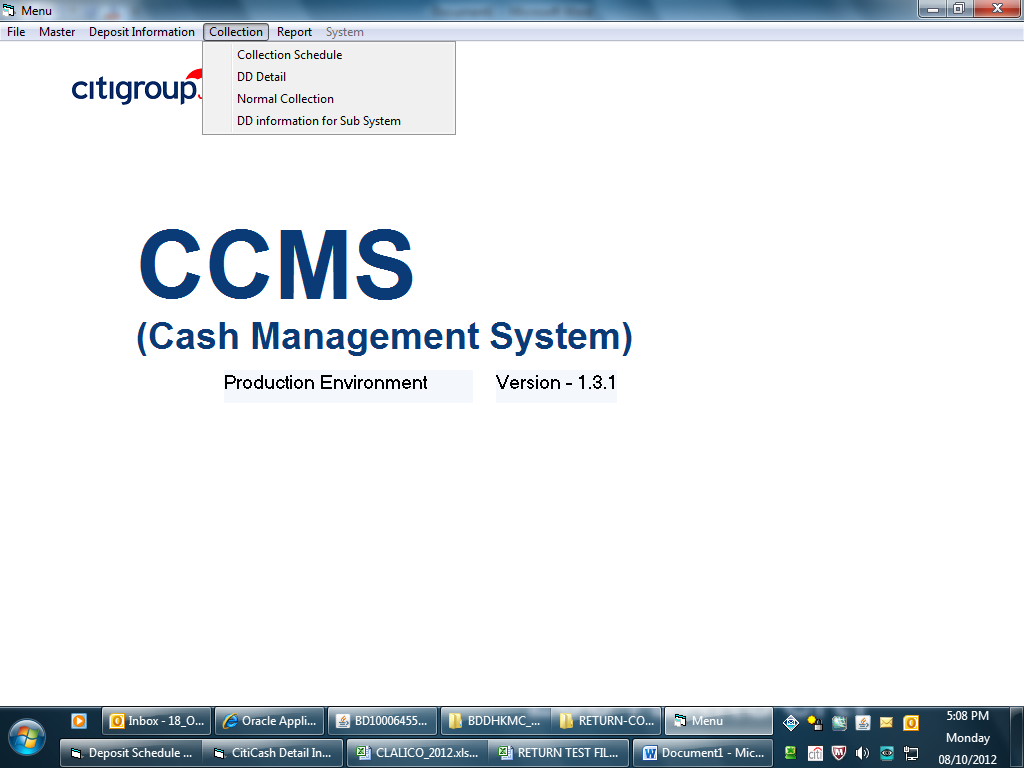 Menu
File Master Deposit Information Collection Report System
Collection Schedule
DD Detail
Normal Collection
DD information for Sub System
citigroup
CCMS
(Cash Management System)
Production Environment Version - 1.3.1
Inbox - 18_O... Oracle Appli... BD10006455... BDDHKMC_... RETURN-CO... Menu
Deposit Schedule ... CitiCash Detail In... CLALICO_2012.xls... RETURN TEST FIL... Document1 - Mic...
citi
5:08 PM
Monday
08/10/2012